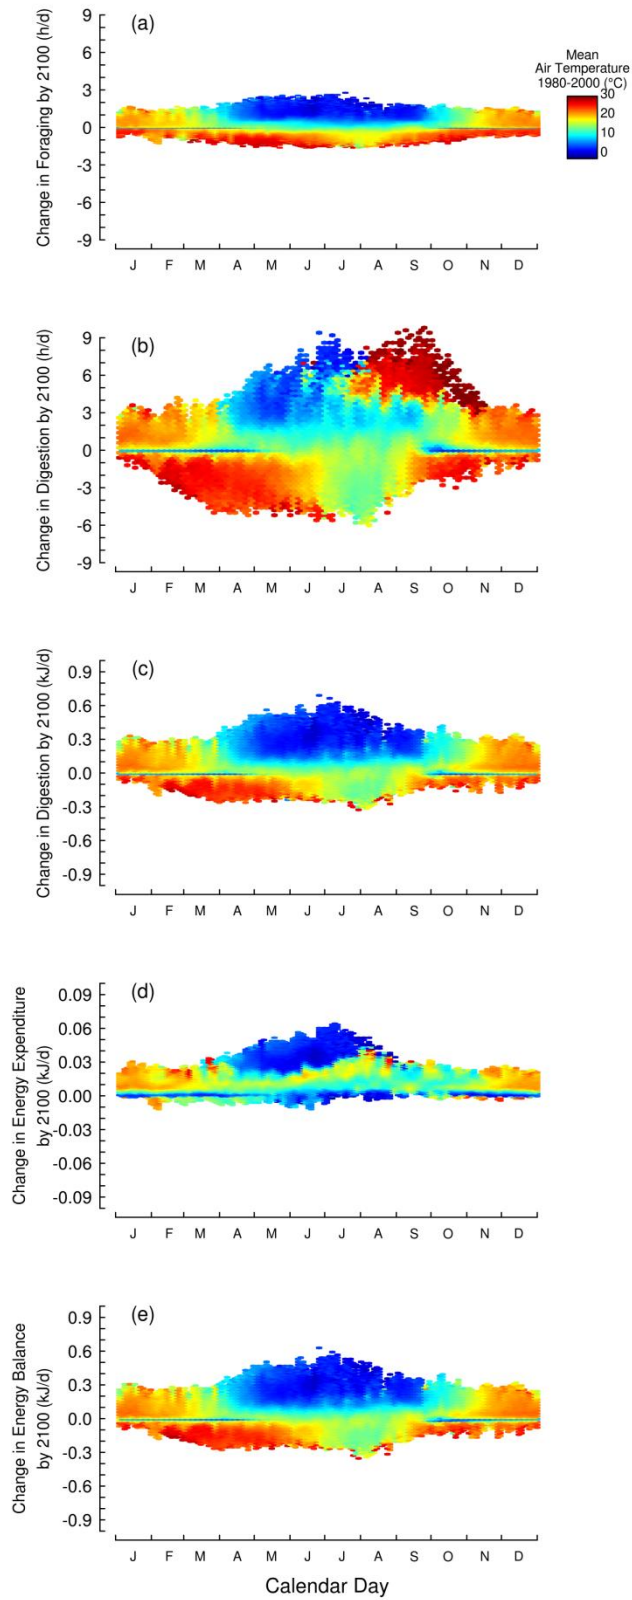 (a)
Change in Foraging by 2100 (h/d)
9
6
3
0
-3
-6
-9
J F M A M J J A S O N D
Mean
Air Temperature
1980-2000 (°C)
30
20
10
0
(b)
Change in Digestion by 2100 (h/d)
9
6
3
0
-3
-6
-9
J F M A M J J A S O N D
(c)
Change in Digestion by 2100 (kJ/d)
0.9
0.6
0.3
0.0
-0.3
-0.6
-0.9
J F M A M J J A S O N D
(d)
Change in Energy Expenditure
by 2100 (kJ/d)
0.09
0.06
0.03
0.00
-0.03
-0.06
-0.09
J F M A M J J A S O N D
(e)
Change in Energy Balance
by 2100 (kJ/d)
0.9
0.6
0.3
0.0
-0.3
-0.6
-0.9
J F M A M J J A S O N D
Calendar Day